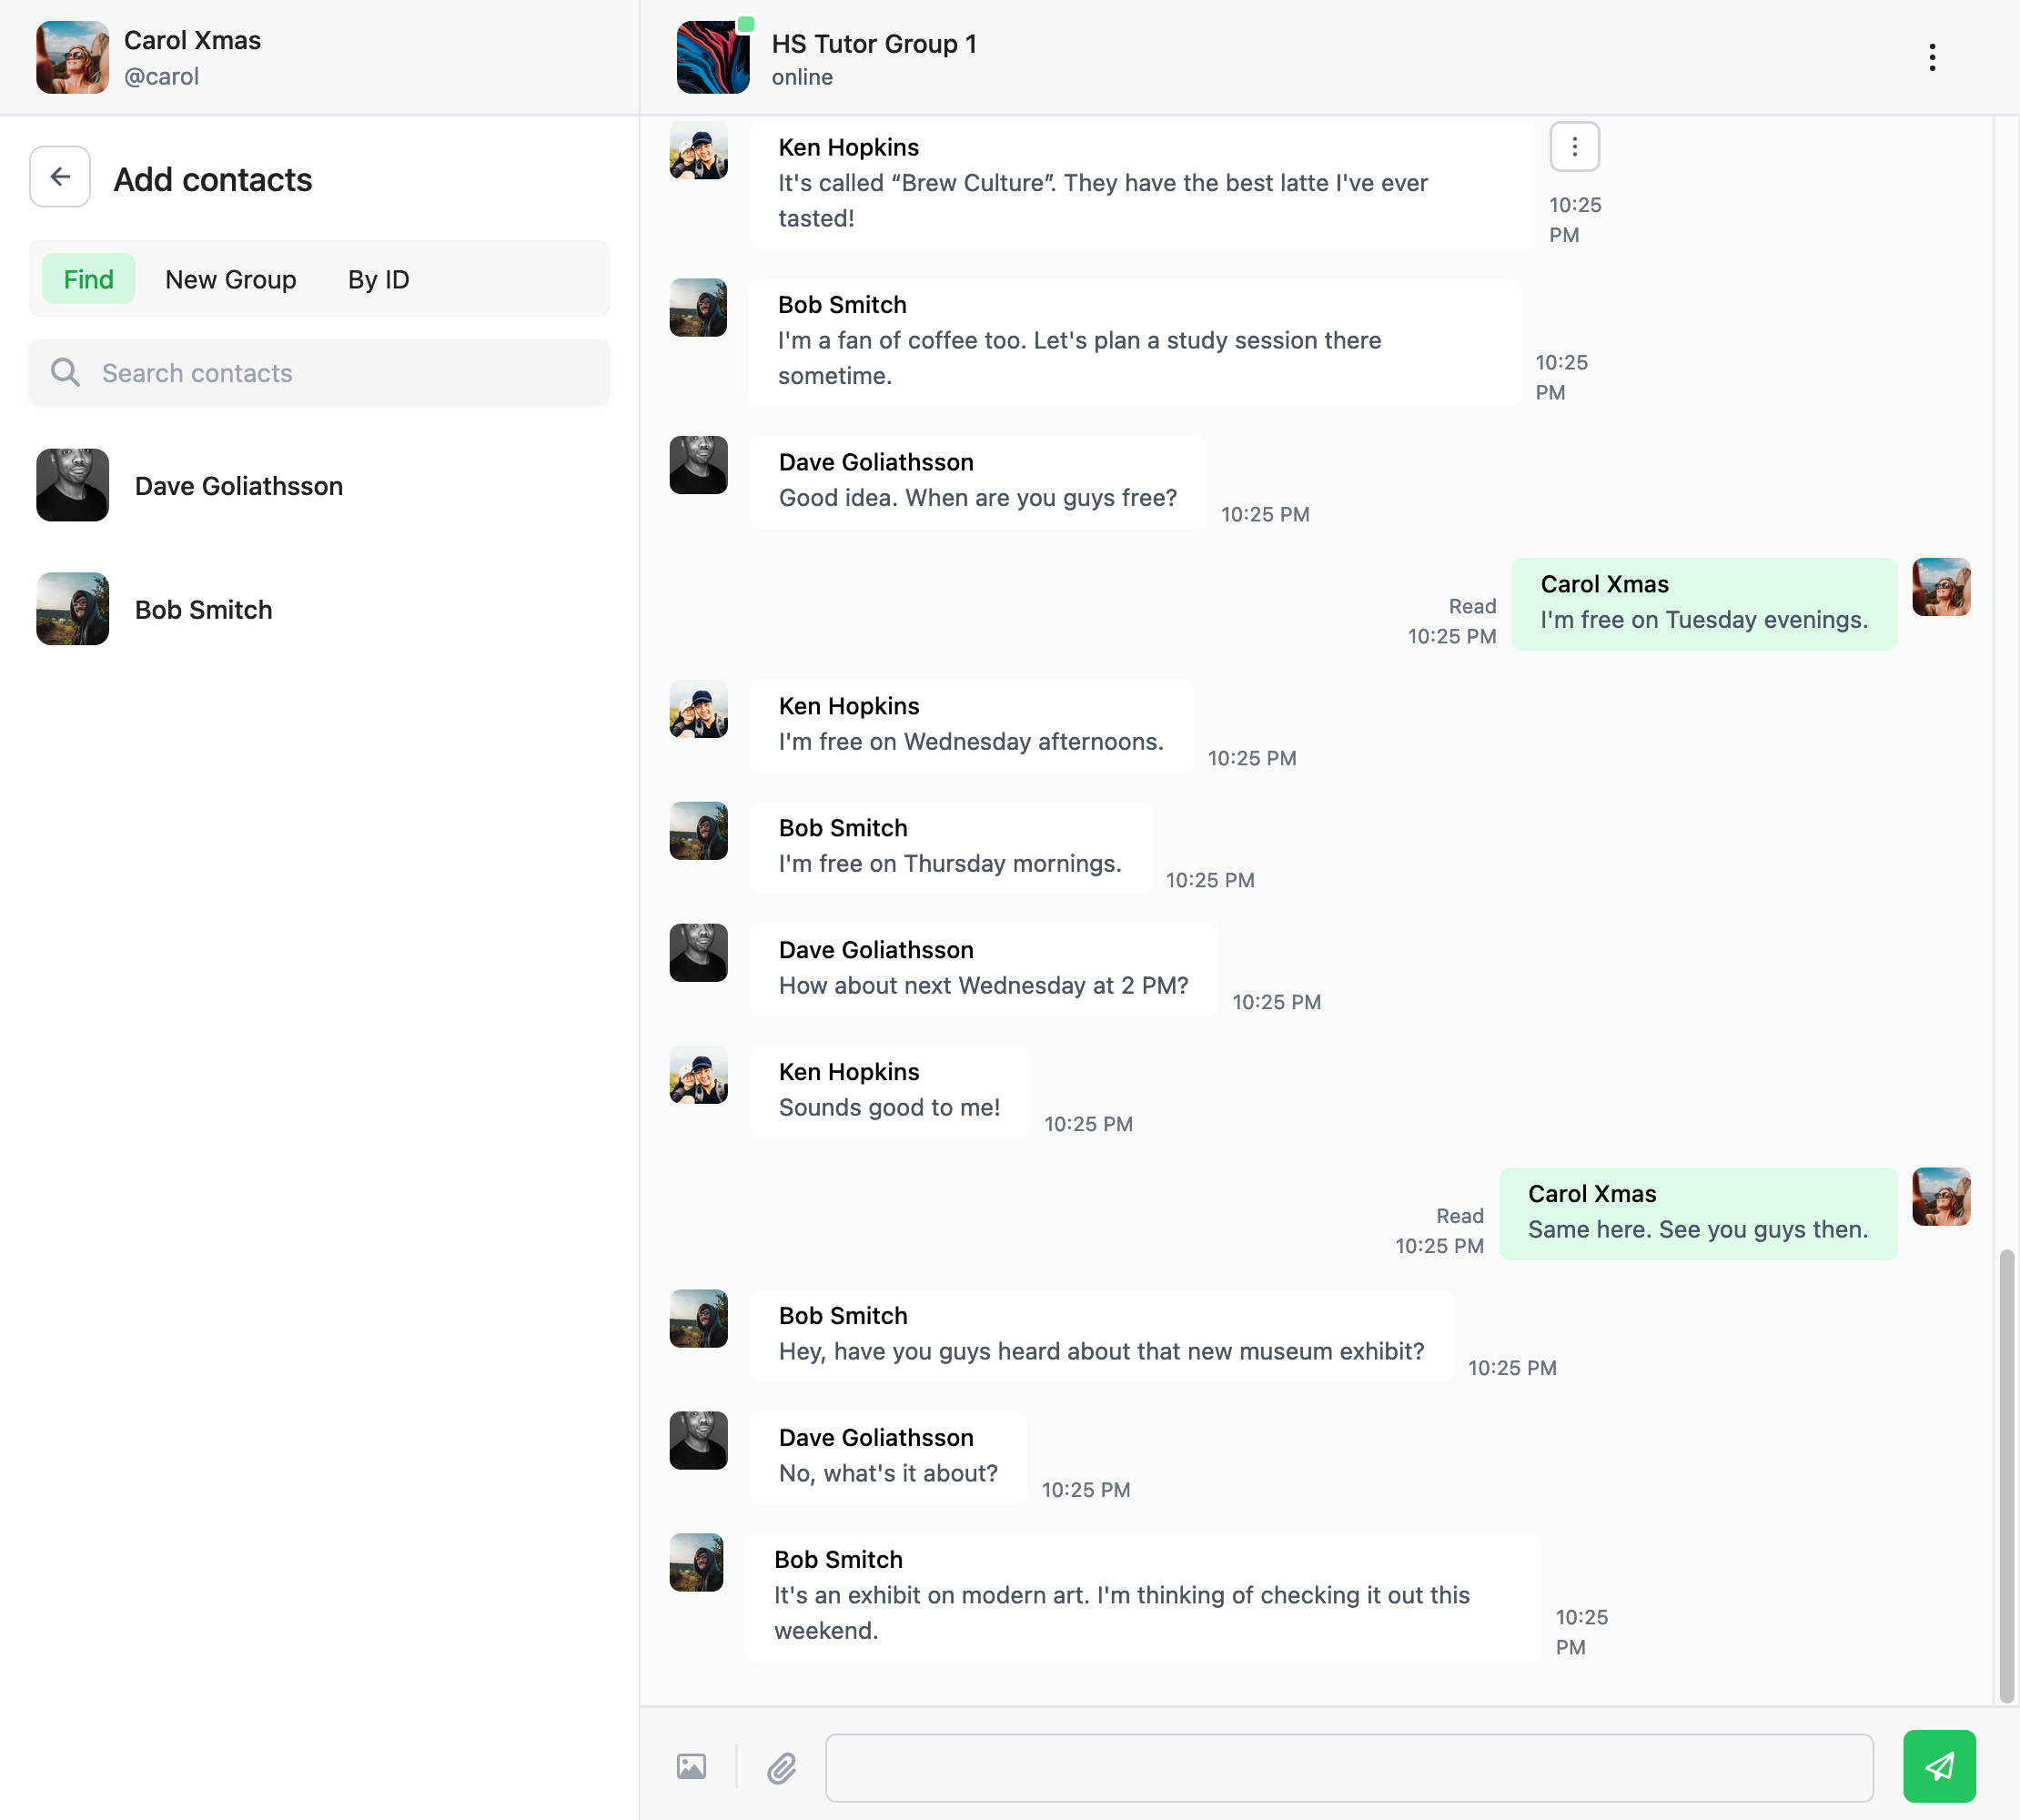 Carol Xmas
@carol
Add contacts
Find
New Group
By ID
Search contacts
Dave Goliathsson
Bob Smitch
HS Tutor Group 1
online
Ken Hopkins
It's called “Brew Culture”. They have the best latte I've ever
tasted!
10:25
PM
Bob Smitch
I'm a fan of coffee too. Let's plan a study session there
sometime.
10:25
PM
Dave Goliathsson
Good idea. When are you guys free?
10:25 PM
Read
10:25 PM
Carol Xmas
I'm free on Tuesday evenings.
Ken Hopkins
I'm free on Wednesday afternoons.
10:25 PM
Bob Smitch
I'm free on Thursday mornings.
10:25 PM
Dave Goliathsson
How about next Wednesday at 2 PM?
10:25 PM
Ken Hopkins
Sounds good to me!
10:25 PM
Read
10:25 PM
Carol Xmas
Same here. See you guys then.
Bob Smitch
Hey, have you guys heard about that new museum exhibit?
10:25 PM
Dave Goliathsson
No, what's it about?
10:25 PM
Bob Smitch
It's an exhibit on modern art. I'm thinking of checking it out this
weekend.
10:25
PM